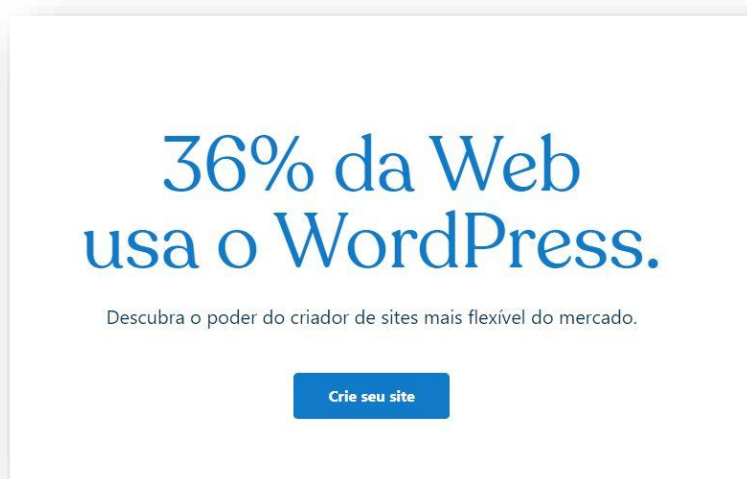 36% da Web
usa o WordPress.
Descubra o poder do criador de sites mais flexível do mercado.
Crie seu site